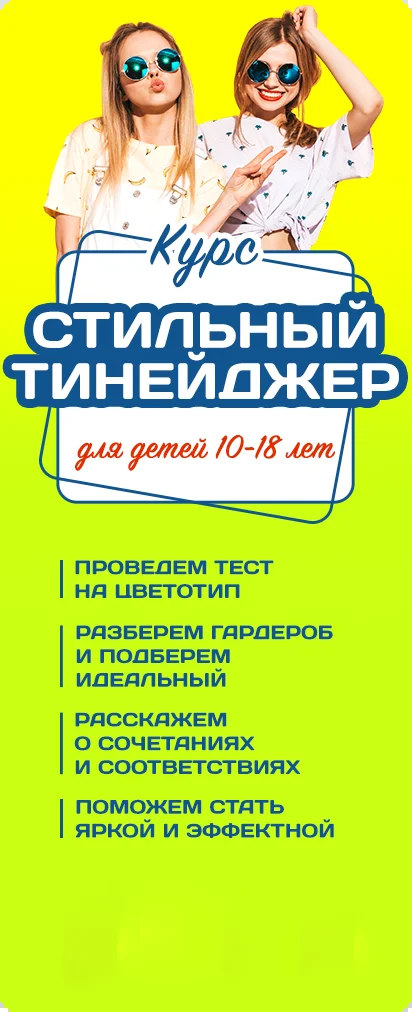 Курс
СТИЛЬНЫЙ
ТИНЕЙДЖЕР
для детей 10-18 лет
ПРОВЕДЕМ ТЕСТ
НА ЦВЕТОТИП
РАЗБЕРЕМ ГАРДЕРОБ
И ПОДБЕРЕМ
ИДЕАЛЬНЫЙ
РАССКАЖЕМ
О СОЧЕТАНИЯХ
И СООТВЕТСТВИЯХ
ПОМОЖЕМ СТАТЬ
ЯРКОЙ И ЭФФЕКТНОЙ